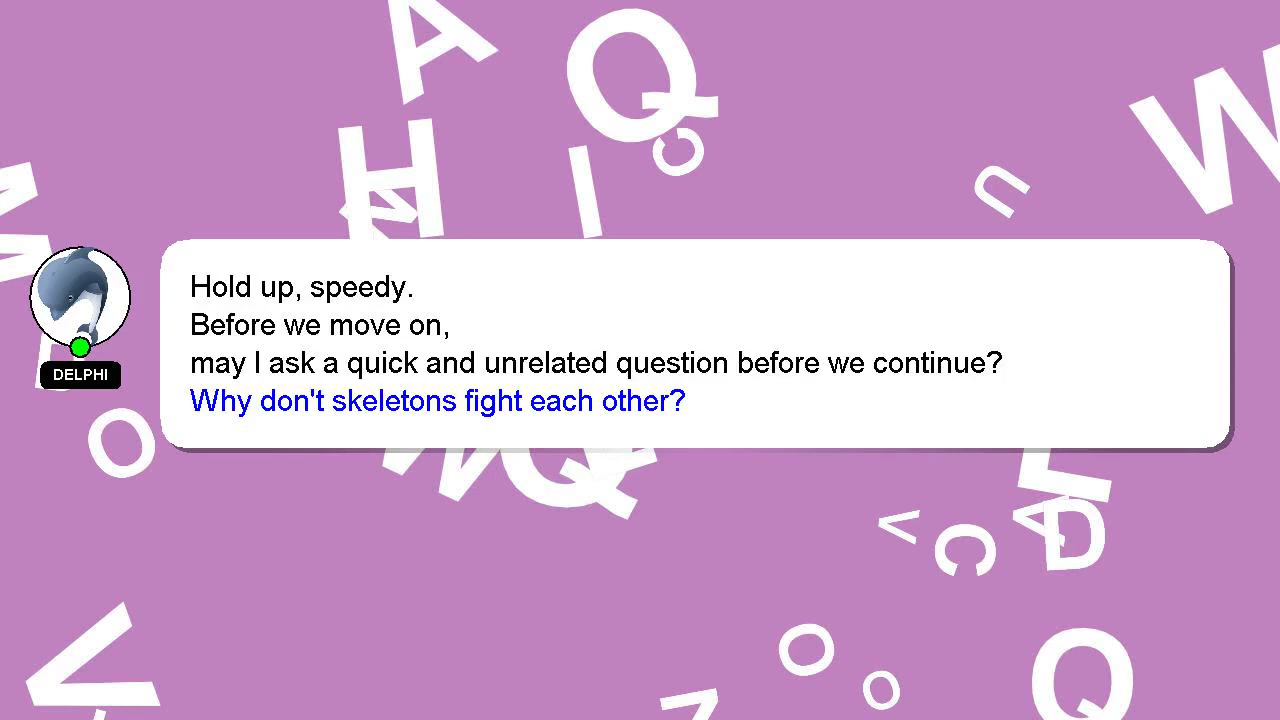 Hold up, speedy.
Before we move on,
may I ask a quick and unrelated question before we continue?
Why don't skeletons fight each other?
DELPHI